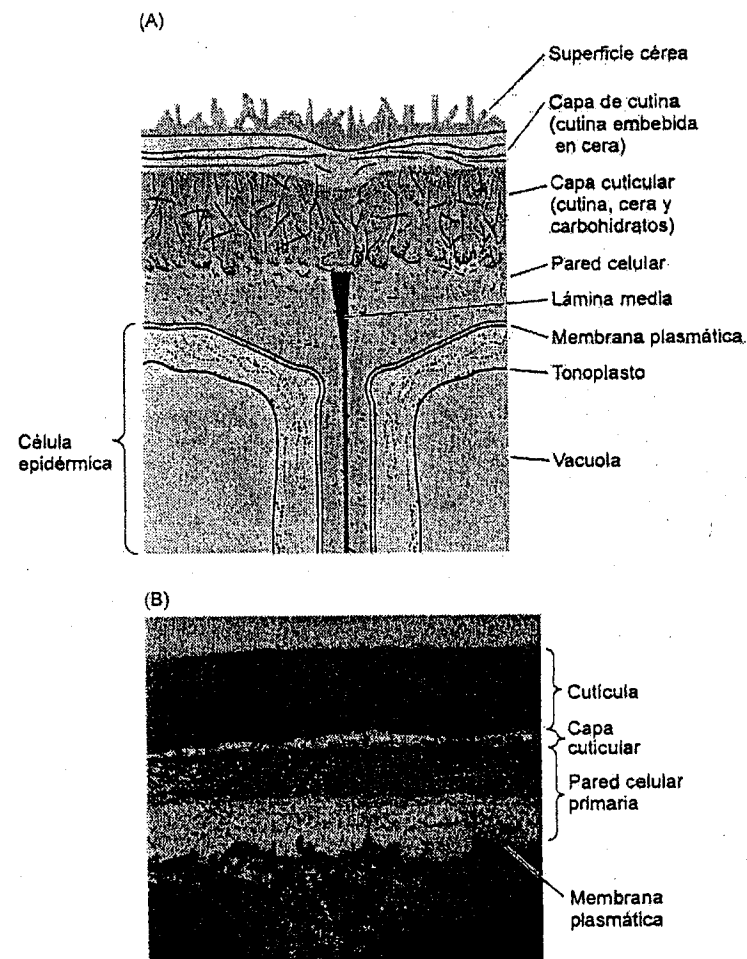 (A)
Superficie cérea
Capa de cutina
(cutina embebida
en cera)
Capa cuticular
(cutina, cera y
carbohidratos)
Pared celular
Lámina media
Membrana plasmática
Tonoplasto
Célula
epidérmica
Vacuola
(B)
Cutícula
Capa
cuticular
Pared celular
primaria
Membrana
plasmática